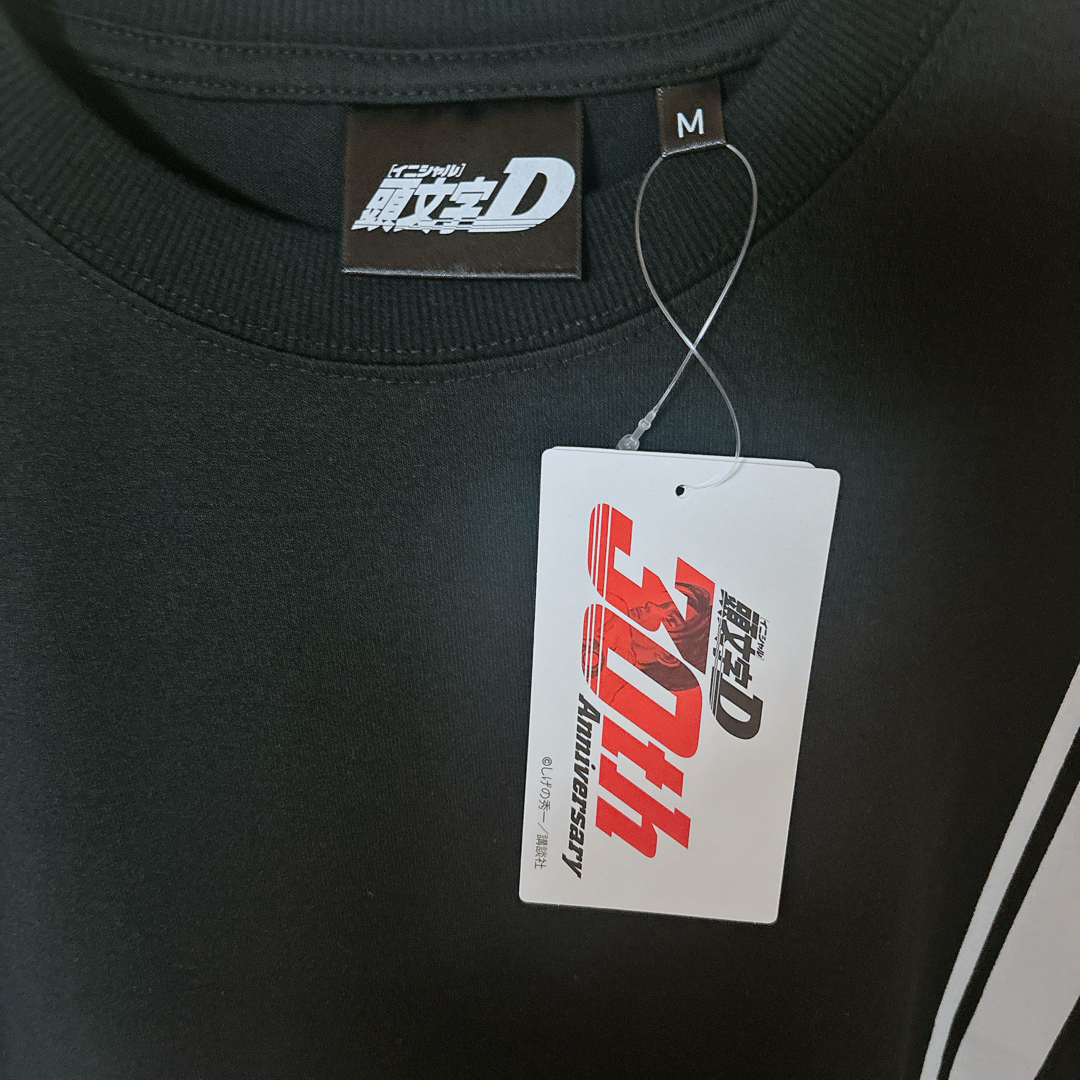 [イニシャル]
頭文字D
M
[イニシャル]
頭文字D
30th
Anniversary
©しげの秀一／講談社